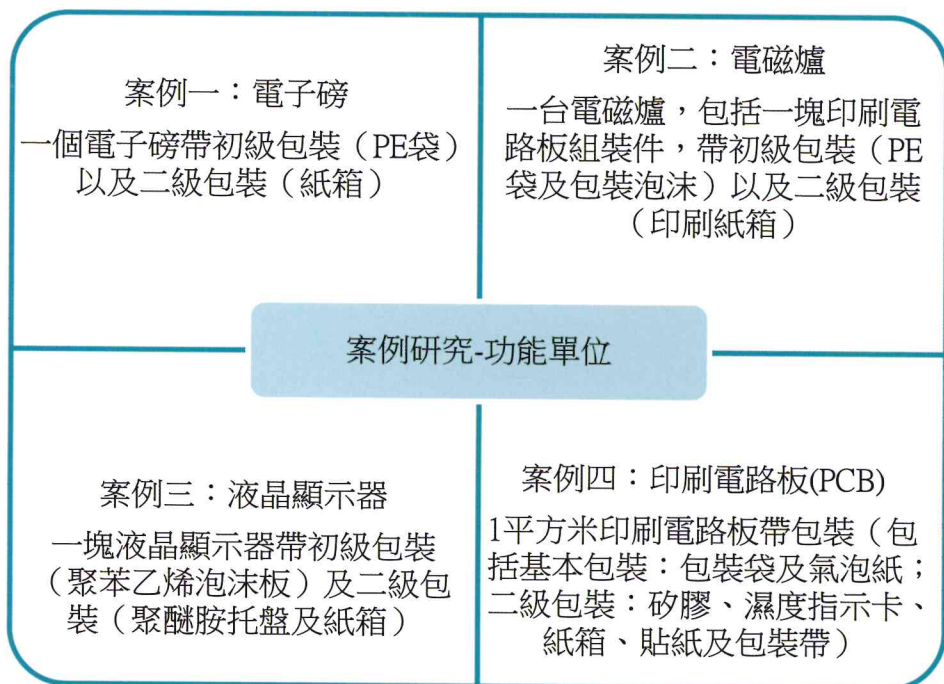 案例一：電子磅
一個電子磅帶初級包裝（PE袋）
以及二級包裝（紙箱）
案例二：電磁爐
一台電磁爐，包括一塊印刷電
路板組裝件，帶初級包裝（PE
袋及包裝泡沫）以及二級包裝
（印刷紙箱）
案例研究-功能單位
案例三：液晶顯示器
一塊液晶顯示器帶初級包裝
（聚苯乙烯泡沫板）及二級包
裝（聚醚胺托盤及紙箱）
案例四：印刷電路板(PCB)
1平方米印刷電路板帶包裝（包
括基本包裝：包裝袋及氣泡紙；
二級包裝：矽膠、濕度指示卡、
紙箱、貼紙及包裝帶）